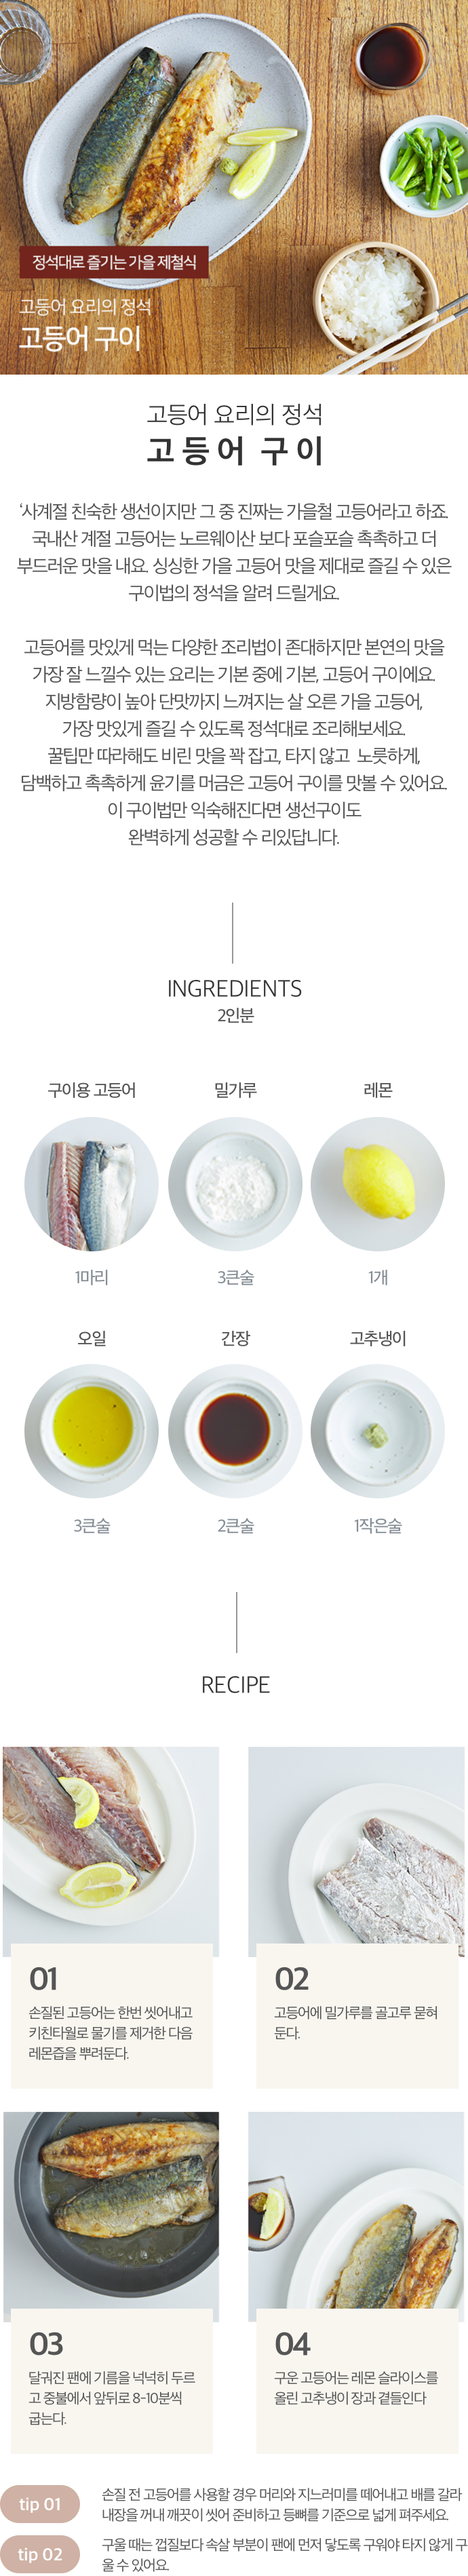 정석대로 즐기는 가을 제철식
고등어 요리의 정석
고등어 구이
고등어 요리의 정석
고등어 구이
‘사계절 친숙한 생선이지만 그 중 진짜는 가을철 고등어라고 하죠.
국내산 계절 고등어는 노르웨이산 보다 포슬포슬 촉촉하고 더
부드러운 맛을 내요. 싱싱한 가을 고등어 맛을 제대로 즐길 수 있은
구이법의 정석을 알려 드릴게요.
고등어를 맛있게 먹는 다양한 조리법이 존대하지만 본연의 맛을
가장 잘 느낄수 있는 요리는 기본 중에 기본, 고등어 구이에요.
지방함량이 높아 단맛까지 느껴지는 살 오른 가을 고등어,
가장 맛있게 즐길 수 있도록 정석대로 조리해보세요.
꿀팁만 따라해도 비린 맛을 꽉 잡고, 타지 않고 노릇하게,
담백하고 촉촉하게 윤기를 머금은 고등어 구이를 맛볼 수 있어요.
이 구이법만 익숙해진다면 생선구이도
완벽하게 성공할 수 리있답니다.
INGREDIENTS
2인분
구이용 고등어 밀가루 레몬
1마리 3큰술 1개
오일 간장 고추냉이
3큰술 2큰술 1작은술
RECIPE
01
손질된 고등어는 한번 씻어내고
키친타월로 물기를 제거한 다음
레몬즙을 뿌려둔다.
02
고등어에 밀가루를 골고루 묻혀
둔다.
03
달궈진 팬에 기름을 넉넉히 두르
고 중불에서 앞뒤로 8-10분씩
굽는다.
04
구운 고등어는 레몬 슬라이스를
올린 고추냉이 장과 곁들인다
tip 01
손질 전 고등어를 사용할 경우 머리와 지느러미를 떼어내고 배를 갈라
내장을 꺼내 깨끗이 씻어 준비하고 등뼈를 기준으로 넓게 펴주세요.
tip 02
구울 때는 껍질보다 속살 부분이 팬에 먼저 닿도록 구워야 타지 않게 구
울 수 있어요.